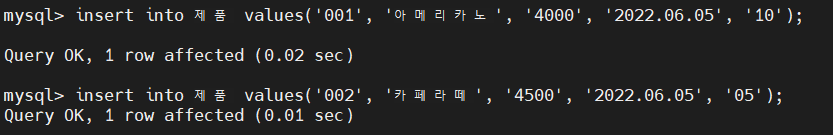 mysql> insert into 제품 values('001', '아메리카노', '4000', '2022.06.05', '10');
Query OK, 1 row affected (0.02 sec)
mysql> insert into 제품 values('002', '카페라떼', '4500', '2022.06.05', '05');
Query OK, 1 row affected (0.01 sec)